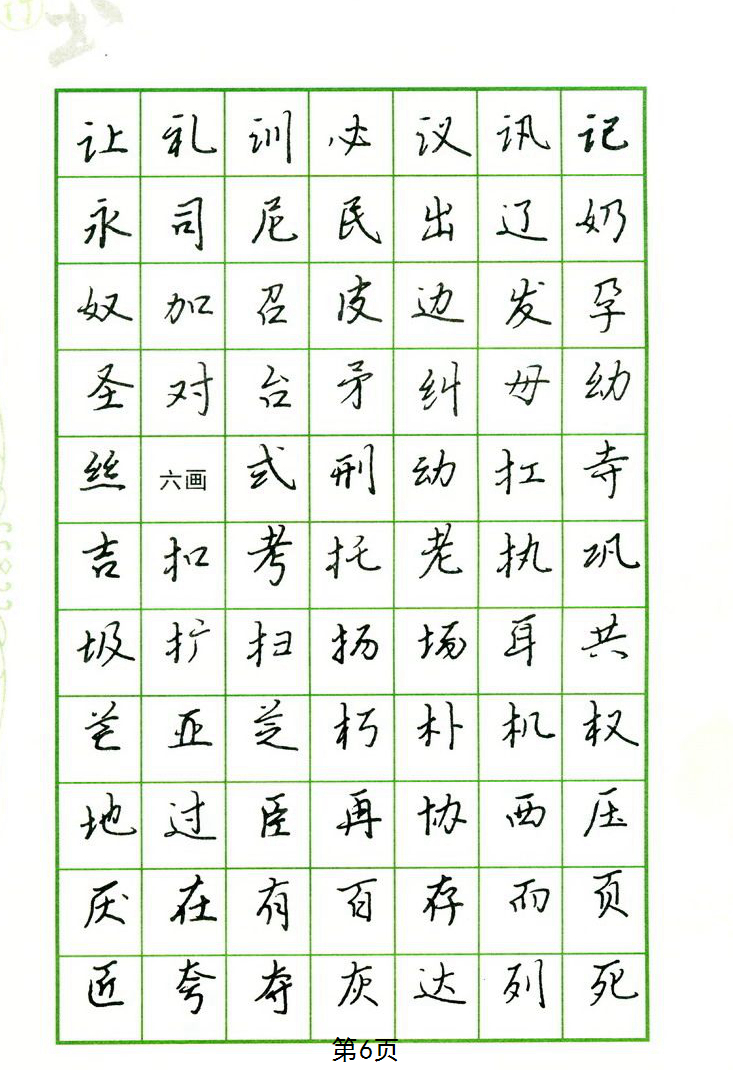 让 礼 训 必 议 讯 记
永 司 尼 民 出 辽 奶
奴 加 召 皮 边 发 孕
圣 对 台 矛 纠 母 幼
丝 六画 式 刑 动 扛 寺
吉 扣 考 托 老 执 巩
圾 扩 扫 扬 场 耳 共
芒 亚 芝 朽 朴 机 权
地 过 臣 再 协 西 压
厌 在 有 百 存 而 页
匠 夸 夺 灰 达 列 死
第6页